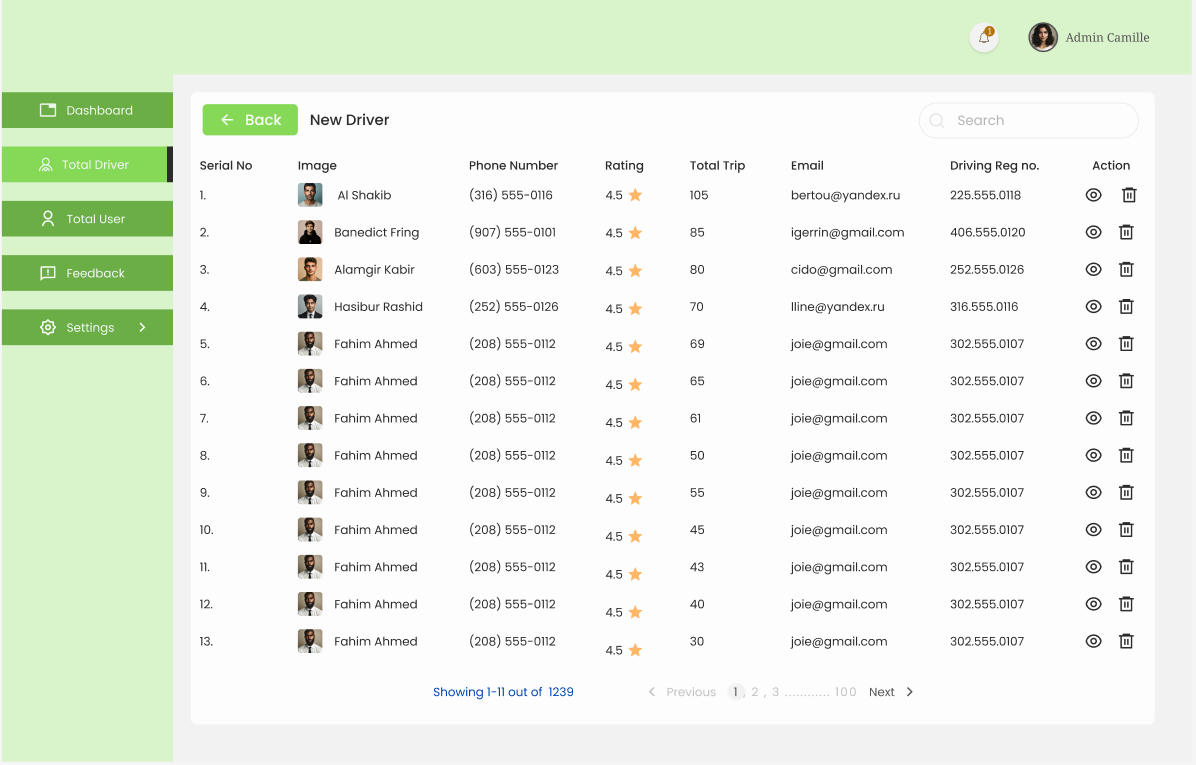 1
Admin Camille
Dashboard
Total Driver
Total User
Feedback
Settings
Back New Driver Search
Serial No Image Phone Number Rating Total Trip Email Driving Reg no. Action
1. Al Shakib (316) 555-0116 4.5 105 bertou@yandex.ru 225.555.0118
2. Banedict Fring (907) 555-0101 4.5 85 igerrin@gmail.com 406.555.0120
3. Alamgir Kabir (603) 555-0123 4.5 80 cido@gmail.com 252.555.0126
4. Hasibur Rashid (252) 555-0126 4.5 70 lline@yandex.ru 316.555.0116
5. Fahim Ahmed (208) 555-0112 4.5 69 joie@gmail.com 302.555.0107
6. Fahim Ahmed (208) 555-0112 4.5 65 joie@gmail.com 302.555.0107
7. Fahim Ahmed (208) 555-0112 4.5 61 joie@gmail.com 302.555.0107
8. Fahim Ahmed (208) 555-0112 4.5 50 joie@gmail.com 302.555.0107
9. Fahim Ahmed (208) 555-0112 4.5 55 joie@gmail.com 302.555.0107
10. Fahim Ahmed (208) 555-0112 4.5 45 joie@gmail.com 302.555.0107
11. Fahim Ahmed (208) 555-0112 4.5 43 joie@gmail.com 302.555.0107
12. Fahim Ahmed (208) 555-0112 4.5 40 joie@gmail.com 302.555.0107
13. Fahim Ahmed (208) 555-0112 4.5 30 joie@gmail.com 302.555.0107
Showing 1-11 out of 1239 Previous 1, 2 , 3 ............ 100 Next